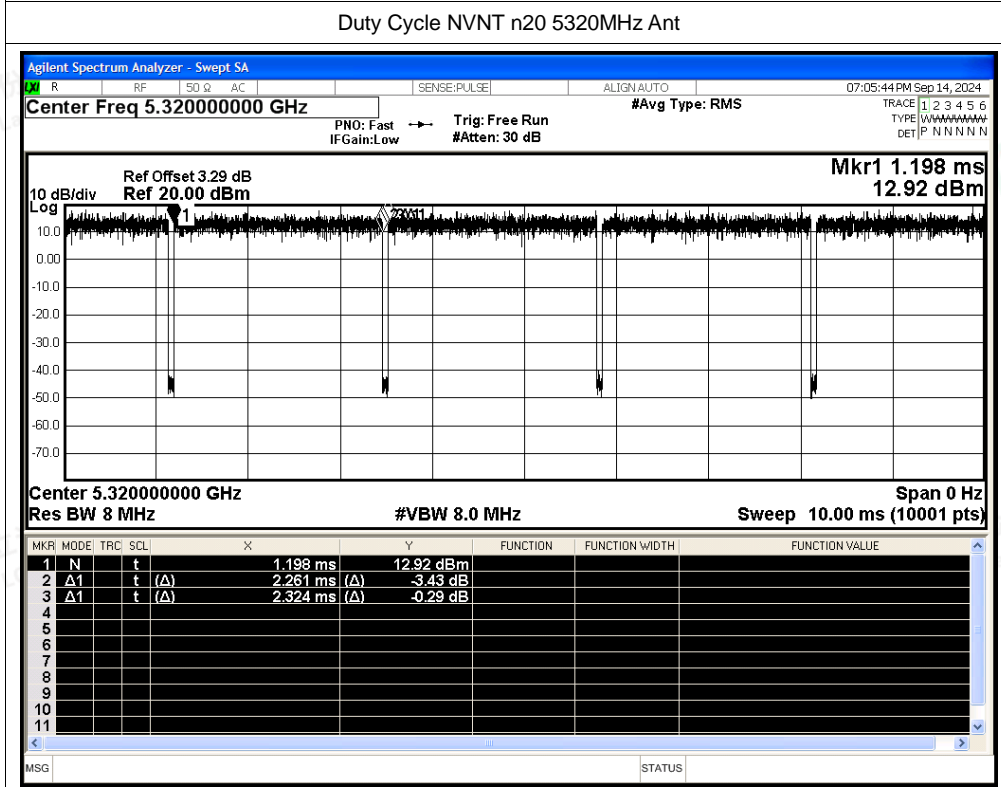 Duty Cycle NVNT n20 5320MHz Ant
Agilent Spectrum Analyzer - Swept SA
LXI R RF 50 Ω AC SENSE:PULSE ALIGN AUTO 07:05:44 PM Sep 14, 2024
Center Freq 5.320000000 GHz #Avg Type: RMS TRACE 1 2 3 4 5 6
PNO: Fast Trig: Free Run TYPE WWWWWW
IFGain:Low #Atten: 30 dB DET P N N N N N
Mkr1 1.198 ms
Ref Offset 3.29 dB
10 dB/div Ref 20.00 dBm 12.92 dBm
Log
1
10.0
0.00
-10.0
-20.0
-30.0
-40.0
-50.0
-60.0
-70.0
Center 5.320000000 GHz Span 0 Hz
Res BW 8 MHz #VBW 8.0 MHz Sweep 10.00 ms (10001 pts)
MKR MODE TRC SCL X Y FUNCTION FUNCTION WIDTH FUNCTION VALUE
1 N t 1.198 ms 12.92 dBm
2 Δ1 t (Δ) 2.261 ms (Δ) -3.43 dB
3 Δ1 t (Δ) 2.324 ms (Δ) -0.29 dB
4
5
6
7
8
9
10
11
MSG STATUS